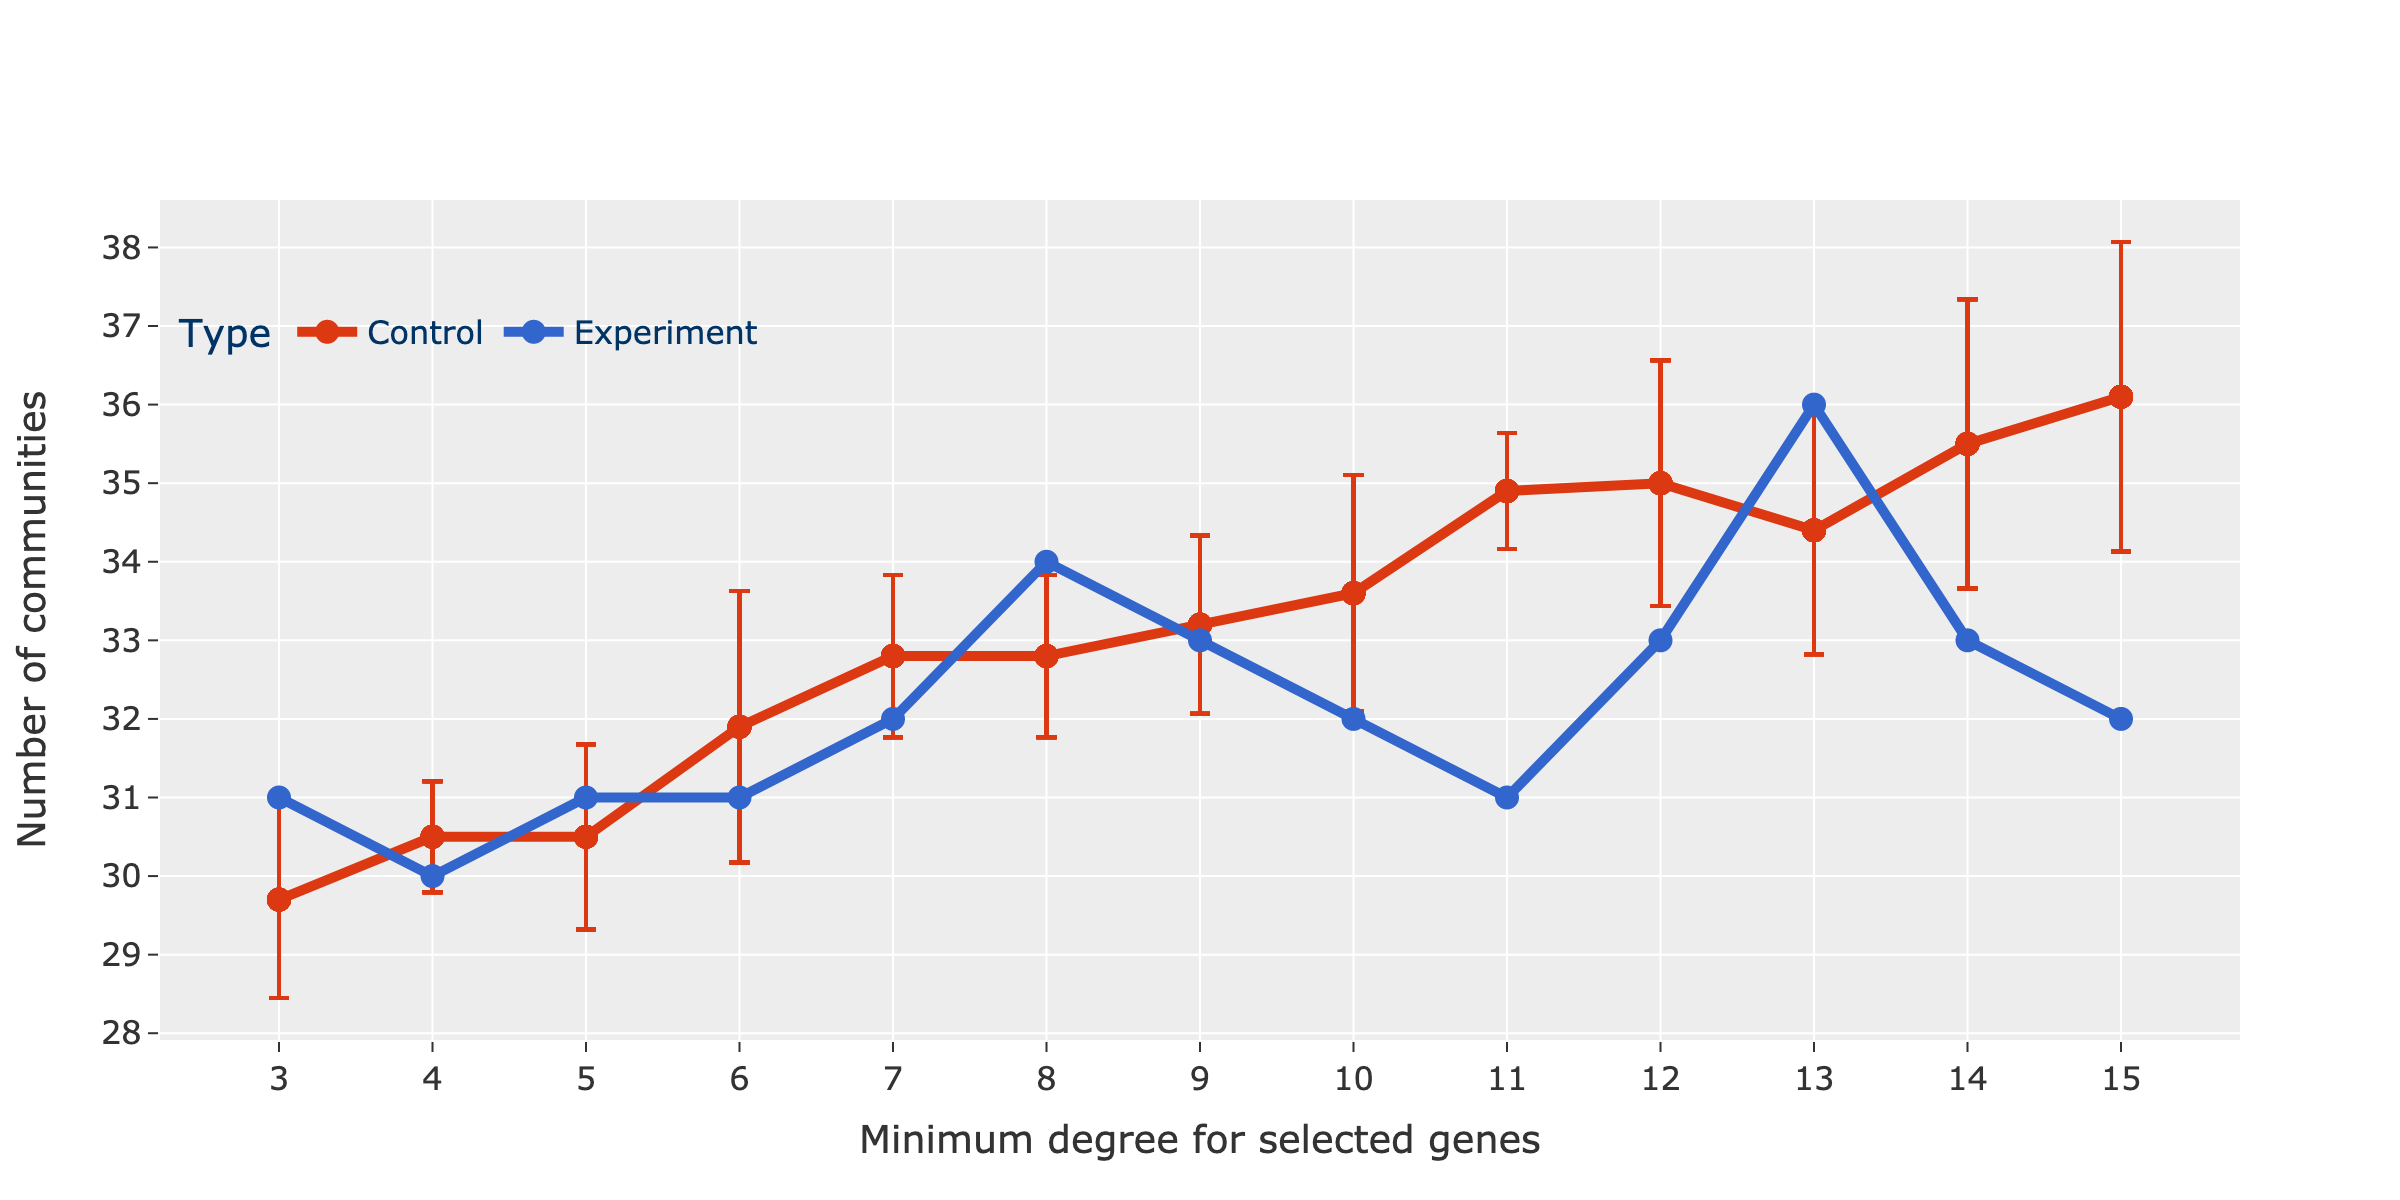 Type Control Experiment
38
37
36
35
34
33
32
31
30
29
28
Number of communities
3 4 5 6 7 8 9 10 11 12 13 14 15
Minimum degree for selected genes